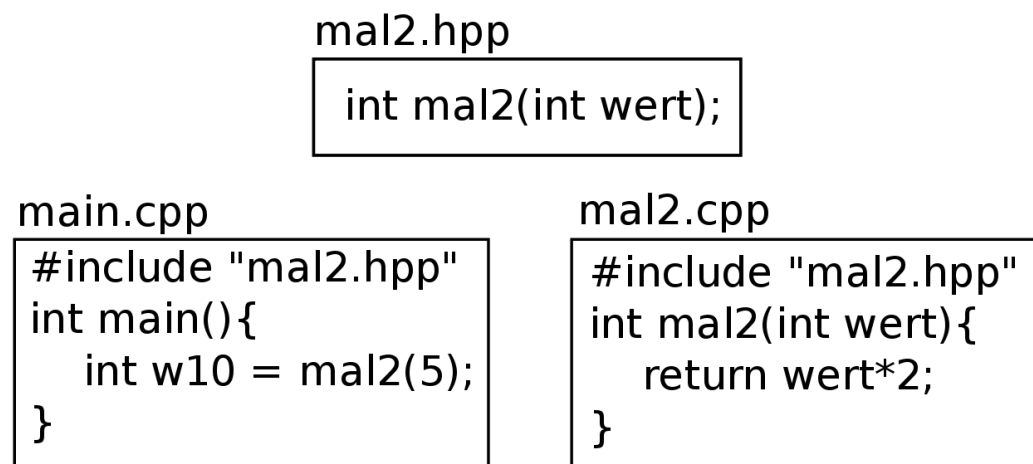 mal2.hpp
int mal2(int wert);
main.cpp
#include "mal2.hpp"
int main(){
int w10 = mal2(5);
}
mal2.cpp
#include "mal2.hpp"
int mal2(int wert){
return wert*2;
}